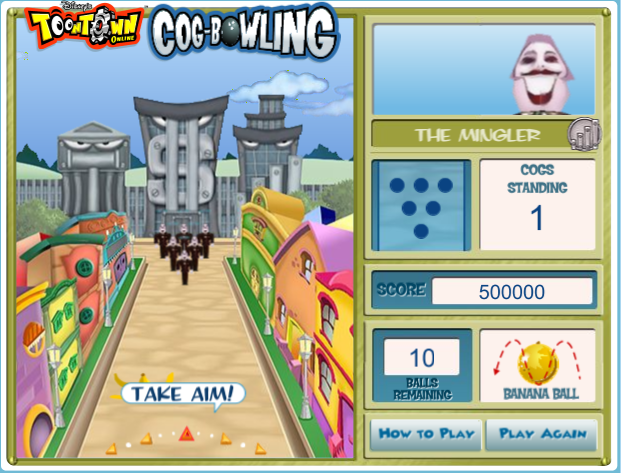 Disney's
TOONTOWN
ONLINE
COG-BOWLING
THE MINGLER
COGS
STANDING
1
SCORE
500000
10
BALLS
REMAINING
BANANA BALL
TAKE AIM!
HOW TO PLAY
PLAY AGAIN